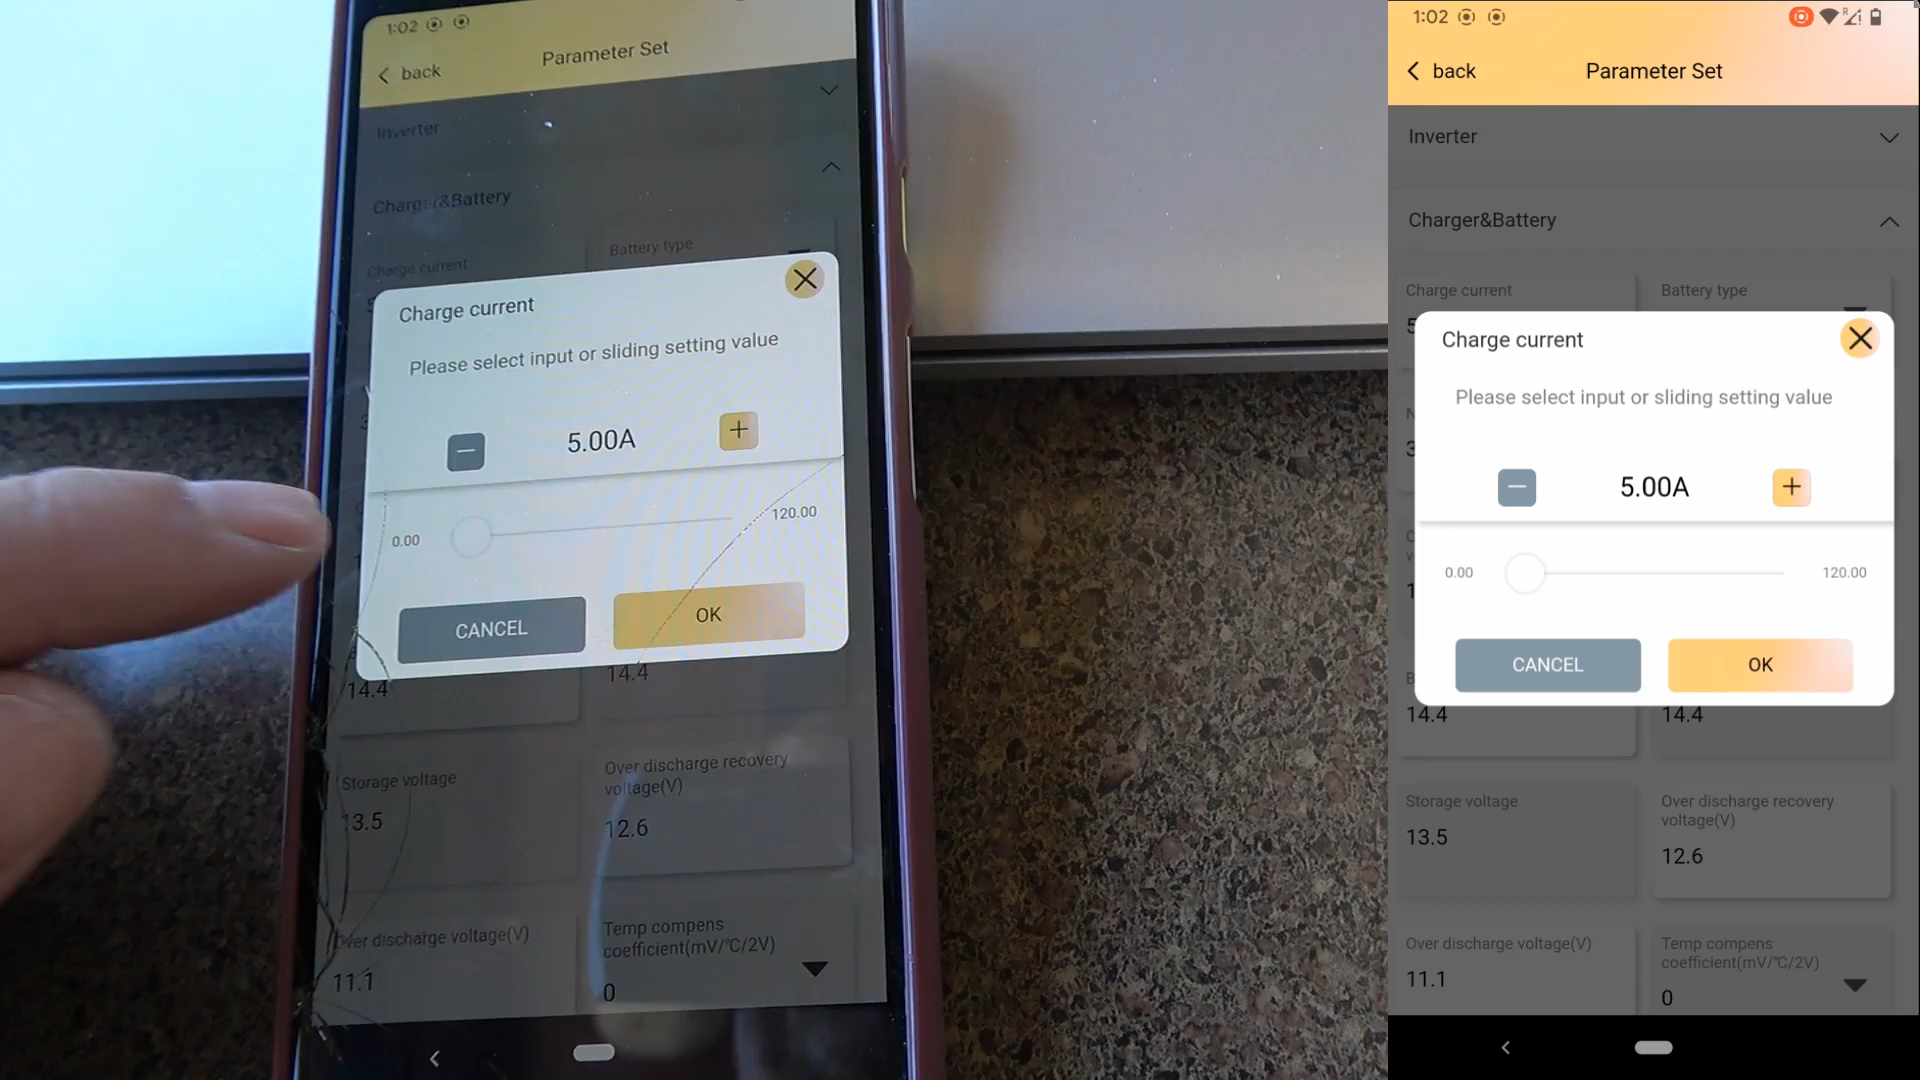 1:02
back
Parameter Set
Inverter
Charger&Battery
Charge current
Battery type
Charge current
Please select input or sliding setting value
5.00A
0.00
120.00
CANCEL
OK
14.4
14.4
Storage voltage
13.5
Over discharge recovery
voltage(V)
12.6
Over discharge voltage(V)
11.1
Temp compens
coefficient(mV/°C/2V)
0
1:02
back
Parameter Set
Inverter
Charger&Battery
Charge current
Battery type
Charge current
Please select input or sliding setting value
5.00A
0.00
120.00
CANCEL
OK
14.4
14.4
Storage voltage
13.5
Over discharge recovery
voltage(V)
12.6
Over discharge voltage(V)
11.1
Temp compens
coefficient(mV/°C/2V)
0